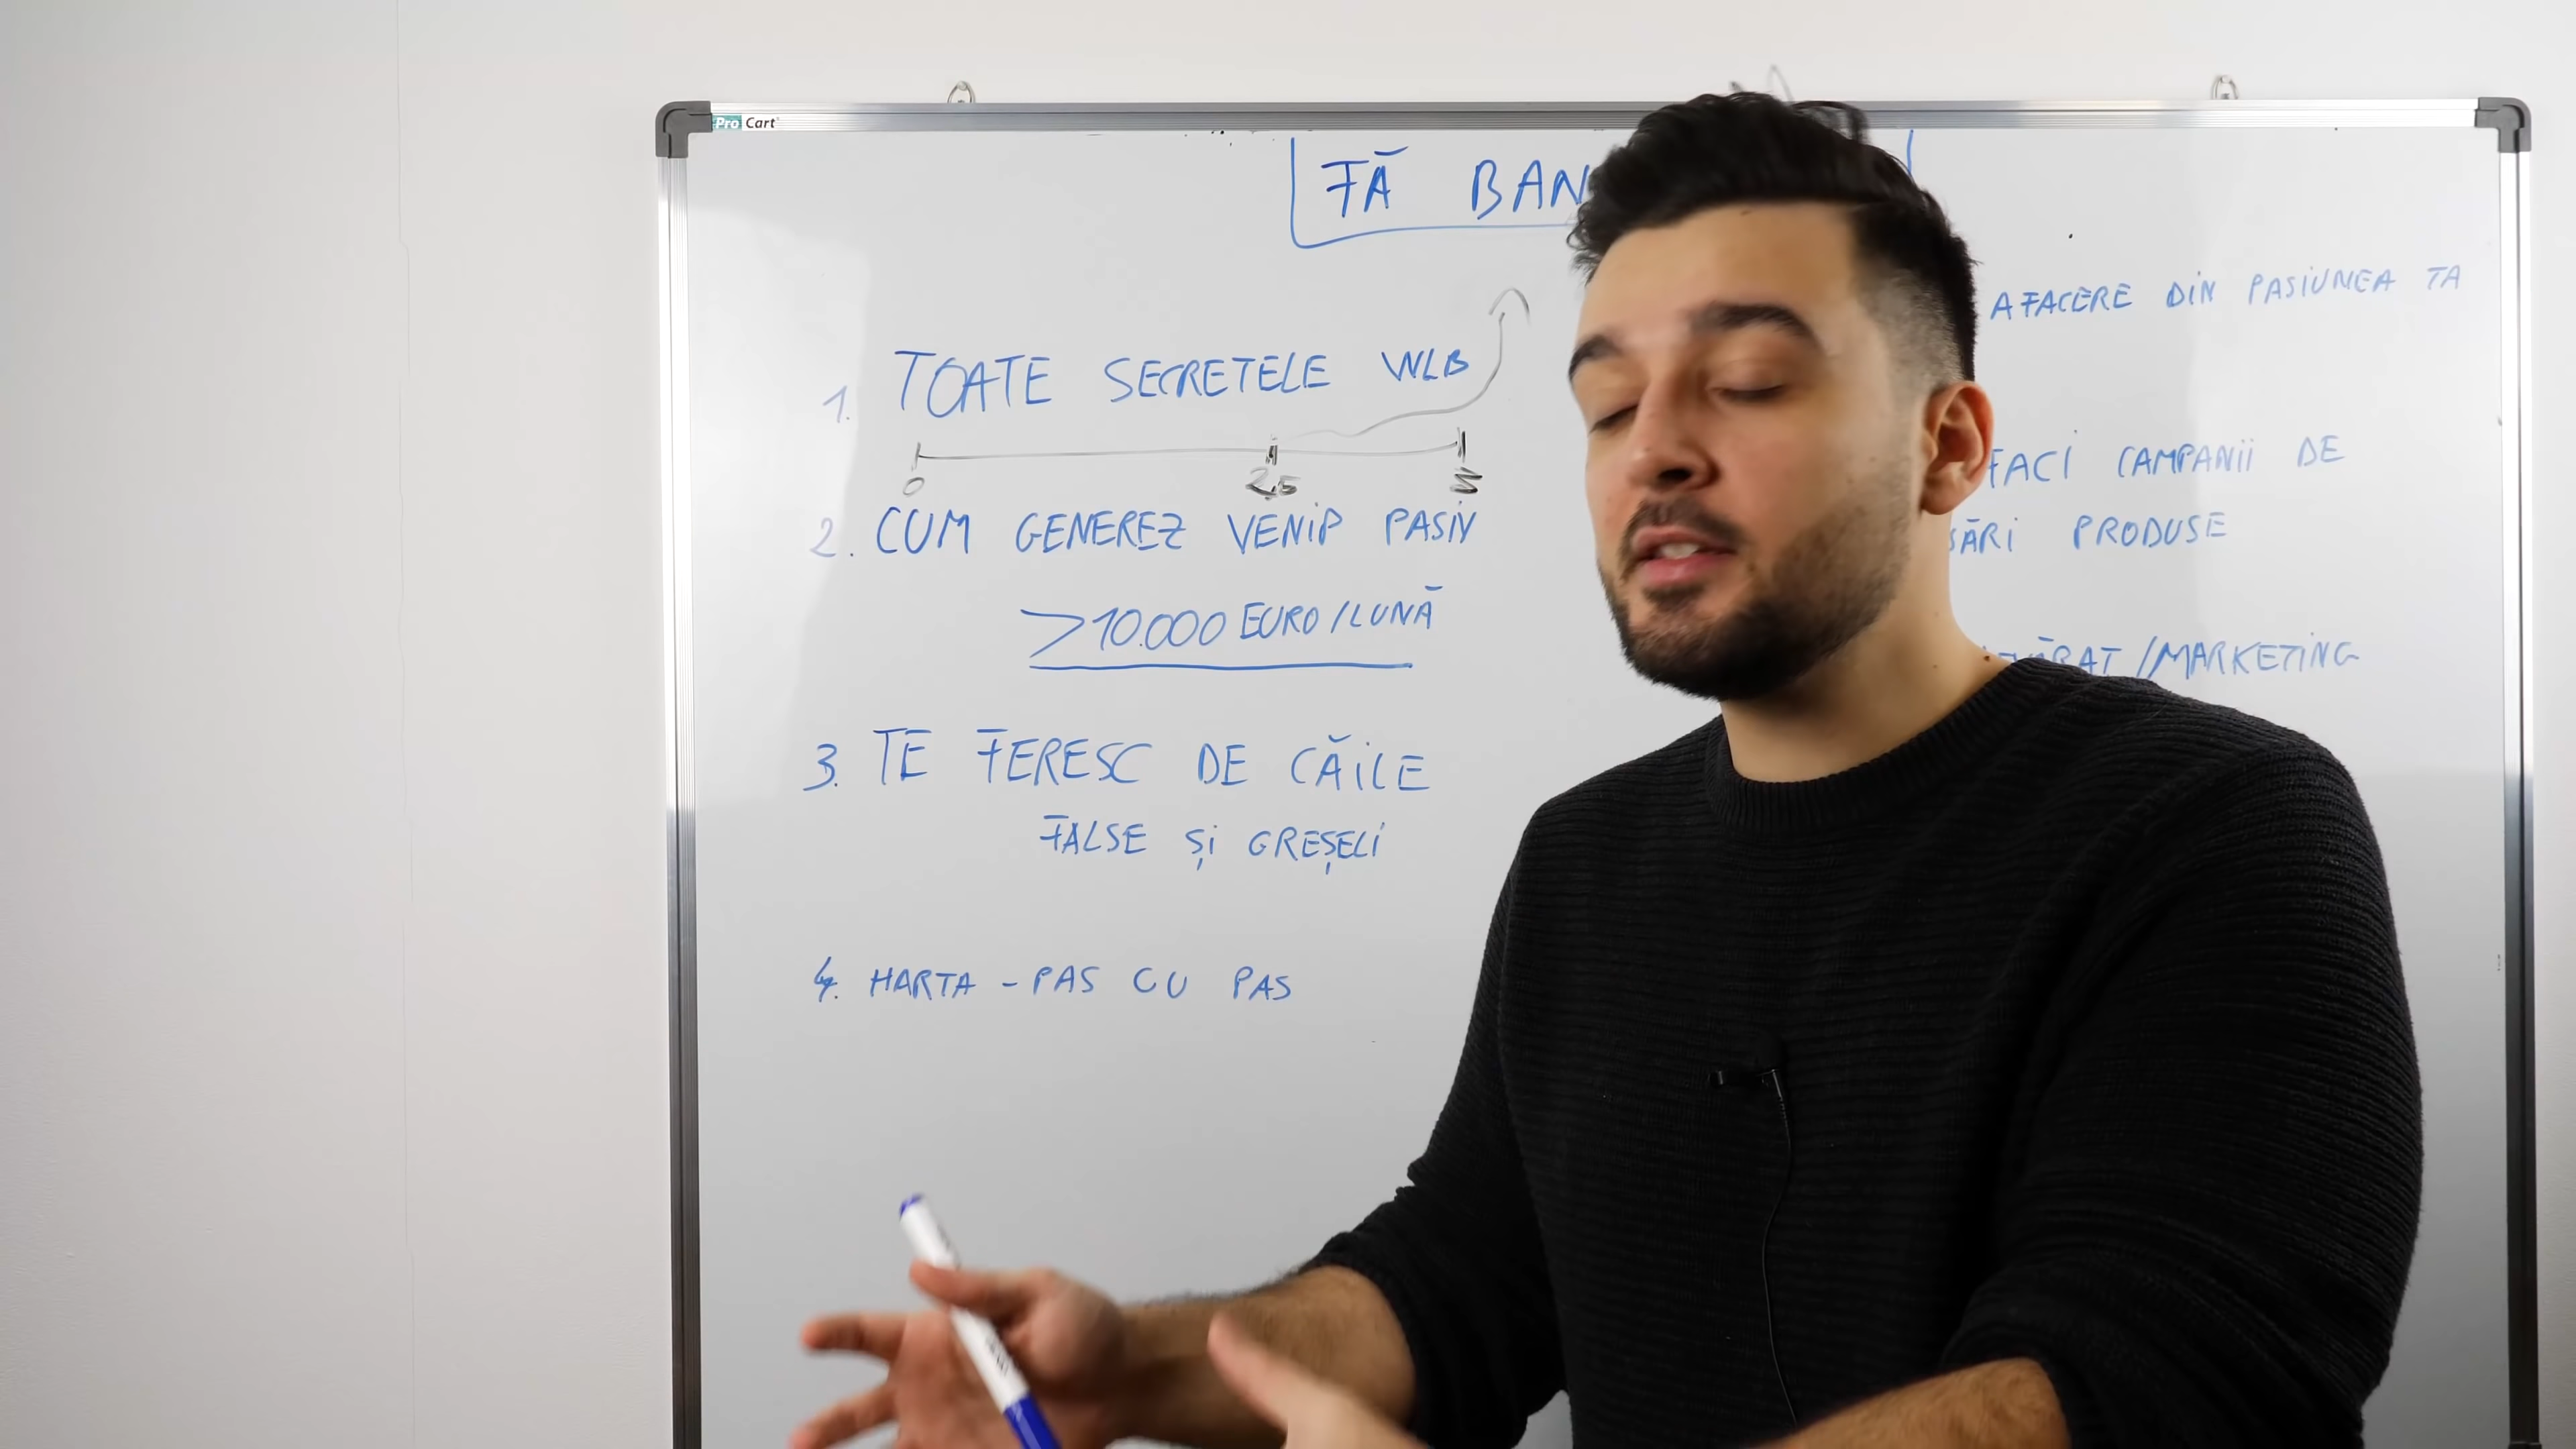 Pro Cart
FĂ BAN
1. TOATE SECRETELE WLB
0 2,5 5
2. CUM GENEREZ VENIP PASIV
>10.000 EURO/LUNĂ
3. TE FERESC DE CĂILE
FALSE ȘI GREȘELI
4. HARTA - PAS CU PAS
AFACERE DIN PASIUNEA TA
FACI CAMPANII DE
SĂRI PRODUSE
/MARKETING